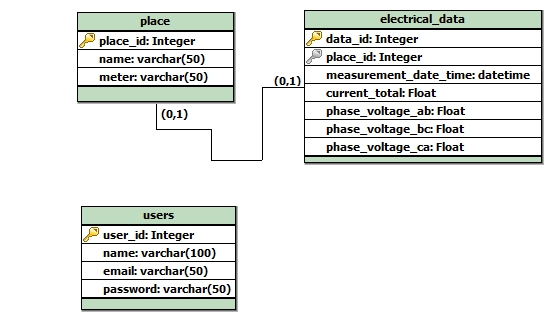 place
place_id: Integer
name: varchar(50)
meter: varchar(50)
(0,1)
electrical_data
data_id: Integer
place_id: Integer
measurement_date_time: datetime
current_total: Float
phase_voltage_ab: Float
phase_voltage_bc: Float
phase_voltage_ca: Float
(0,1)
users
user_id: Integer
name: varchar(100)
email: varchar(50)
password: varchar(50)